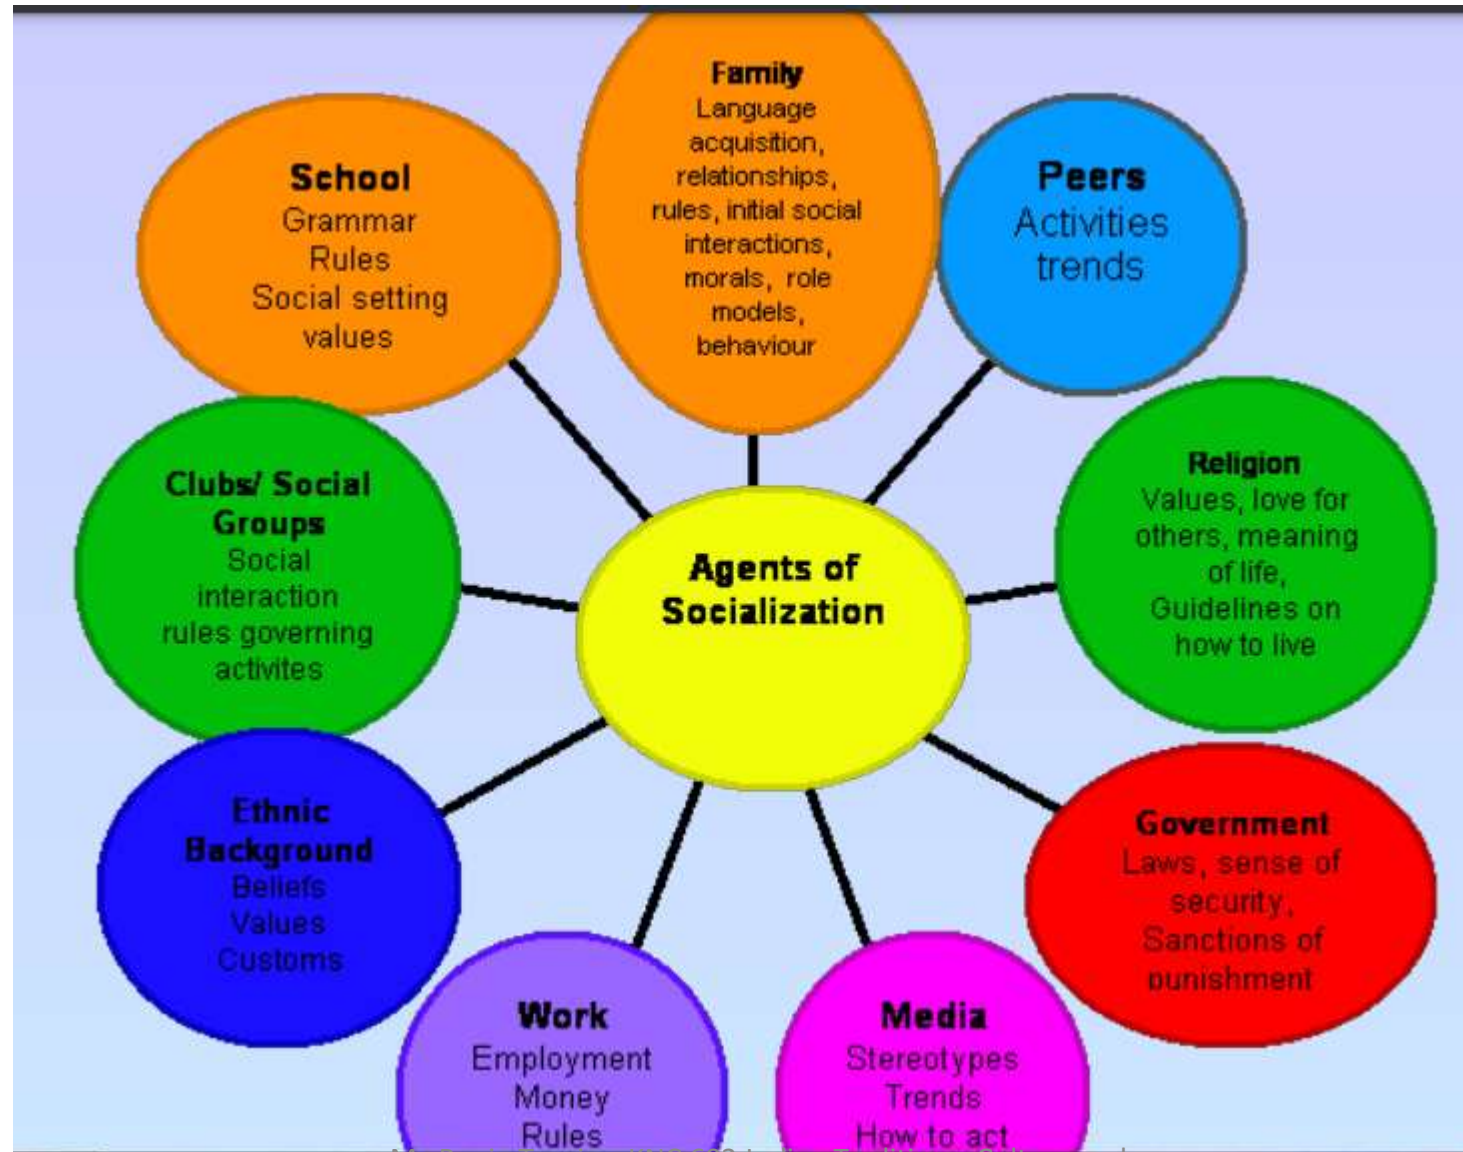 Family
Language
acquisition,
relationships,
rules, initial social
interactions,
morals, role
models,
behaviour
School
Grammar
Rules
Social setting
values
Peers
Activities
trends
Clubs/ Social
Groups
Social
interaction
rules governing
activites
Religion
Values, love for
others, meaning
of life,
Guidelines on
how to live
Agents of
Socialization
Ethnic
Background
Beliefs
Values
Customs
Government
Laws, sense of
security,
Sanctions of
punishment
Work
Employment
Money
Rules
Media
Stereotypes
Trends
How to act